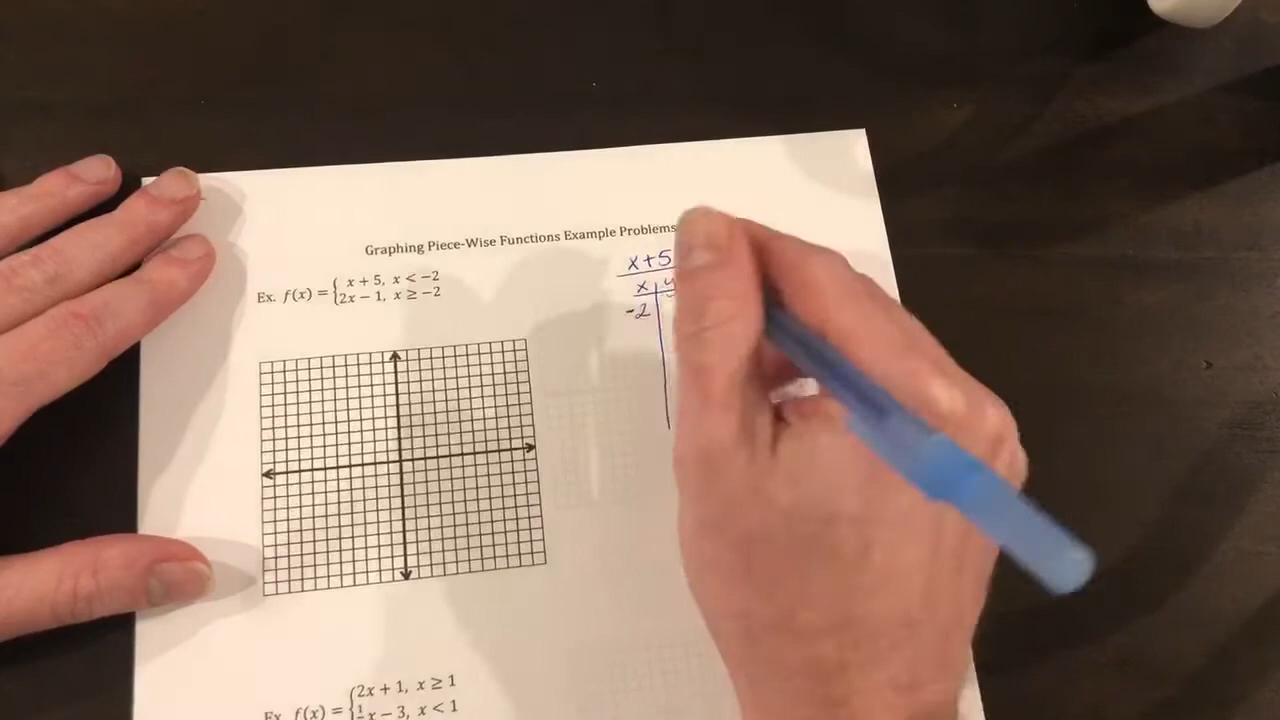 Graphing Piece-Wise Functions Example Problems
x+5
Ex. f(x) = { x + 5, x < −2
2x − 1, x ≥ −2
x y
-2
Ex. f(x) = { 2x + 1, x ≥ 1
x − 3, x < 1